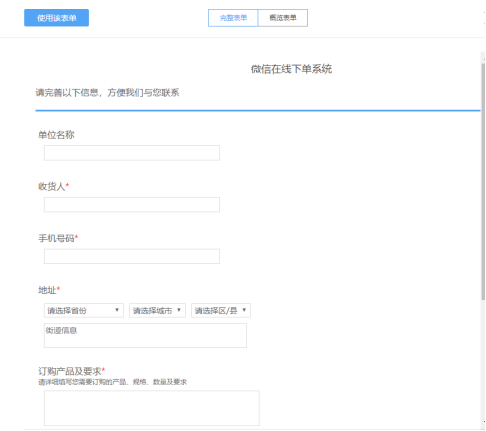 使用该表单
完整表单 概览表单
微信在线下单系统
请完善以下信息，方便我们与您联系
单位名称
收货人*
手机号码*
地址*
请选择省份 请选择城市 请选择区/县
街道信息
订购产品及要求*
请详细填写您需要订购的产品、规格、数量及要求